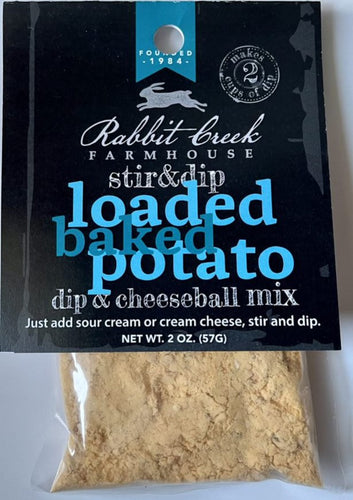 FOUNDED
-1984-
makes
2
cups of dip
Rabbit Creek
FARMHOUSE
stir&dip
loaded
baked
potato
dip & cheeseball mix
Just add sour cream or cream cheese, stir and dip.
NET WT. 2 OZ. (57G)